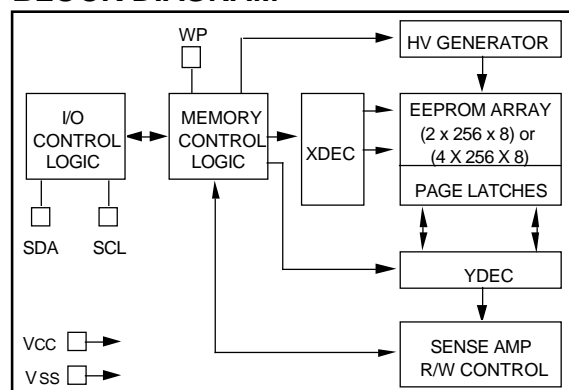 BLOCK DIAGRAM
WP
HV GENERATOR
I/O
CONTROL
LOGIC
MEMORY
CONTROL
LOGIC
XDEC
EEPROM ARRAY
(2 x 256 x 8) or
(4 X 256 X 8)
PAGE LATCHES
SDA
SCL
YDEC
VCC
VSS
SENSE AMP
R/W CONTROL